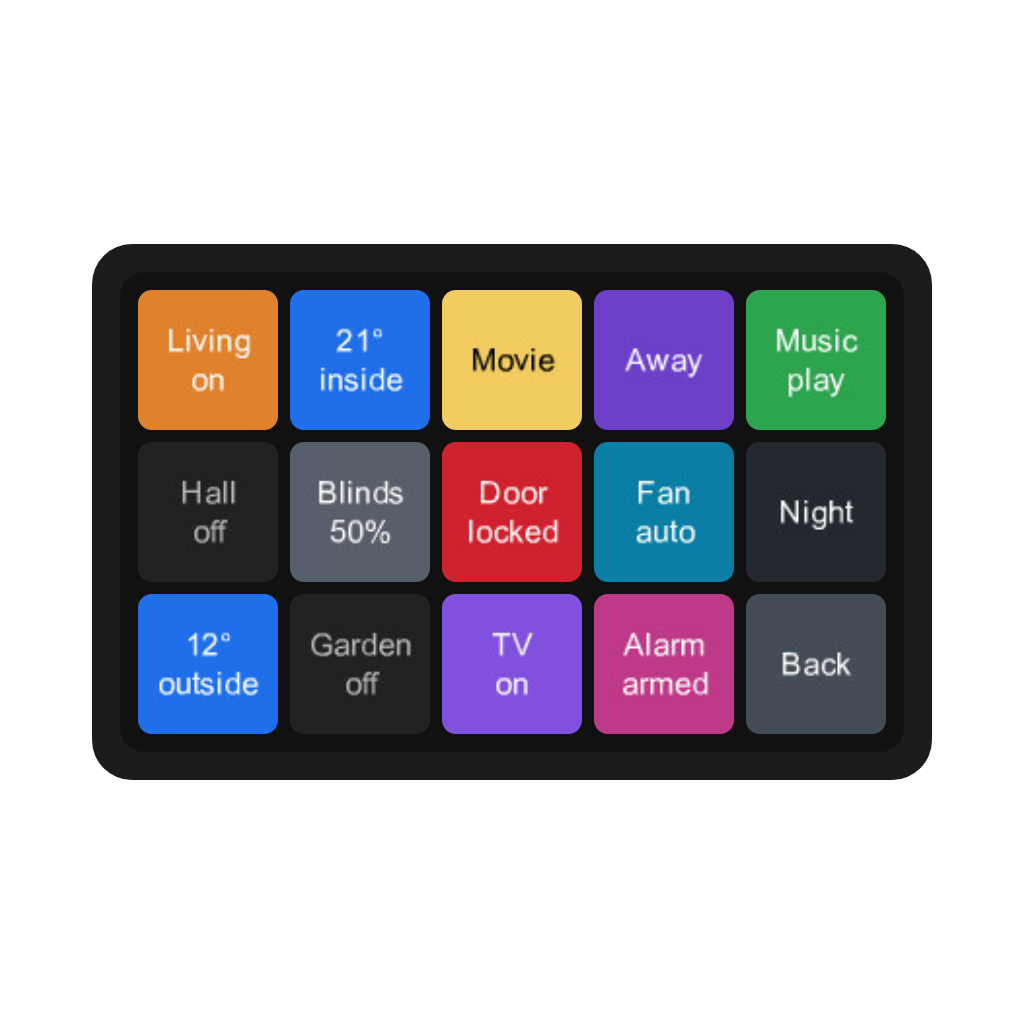 Living
on
21°
inside
Movie
Away
Music
play
Hall
off
Blinds
50%
Door
locked
Fan
auto
Night
12°
outside
Garden
off
TV
on
Alarm
armed
Back